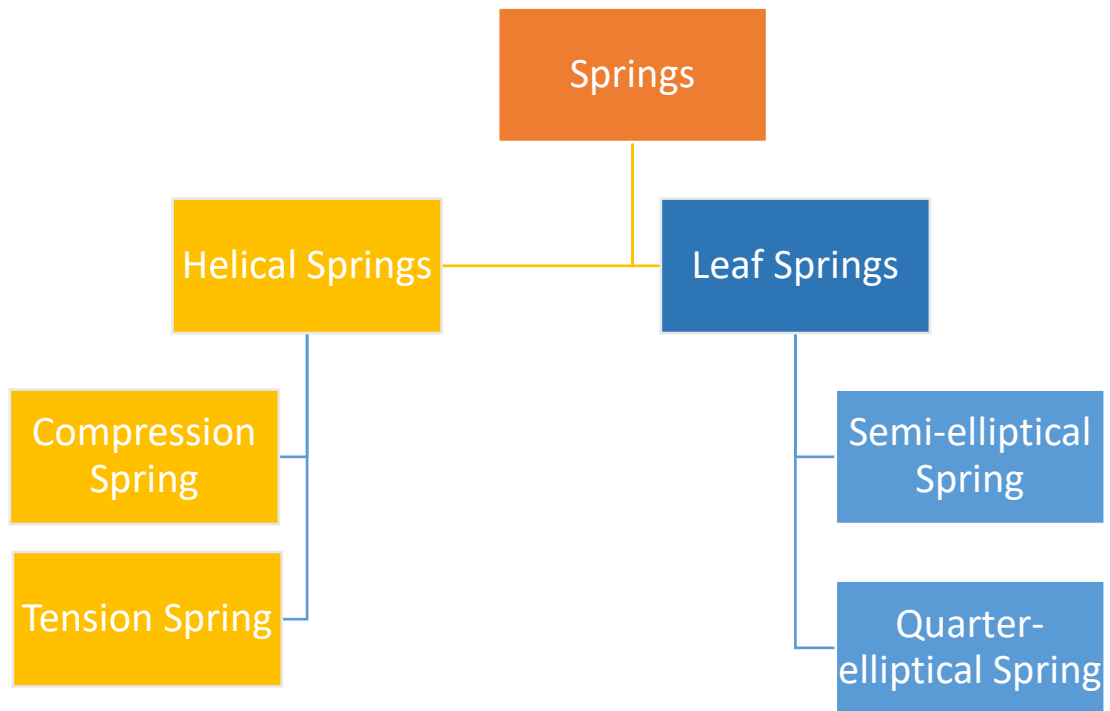 Springs
Helical Springs
Leaf Springs
Compression
Spring
Tension Spring
Semi-elliptical
Spring
Quarter-
elliptical Spring